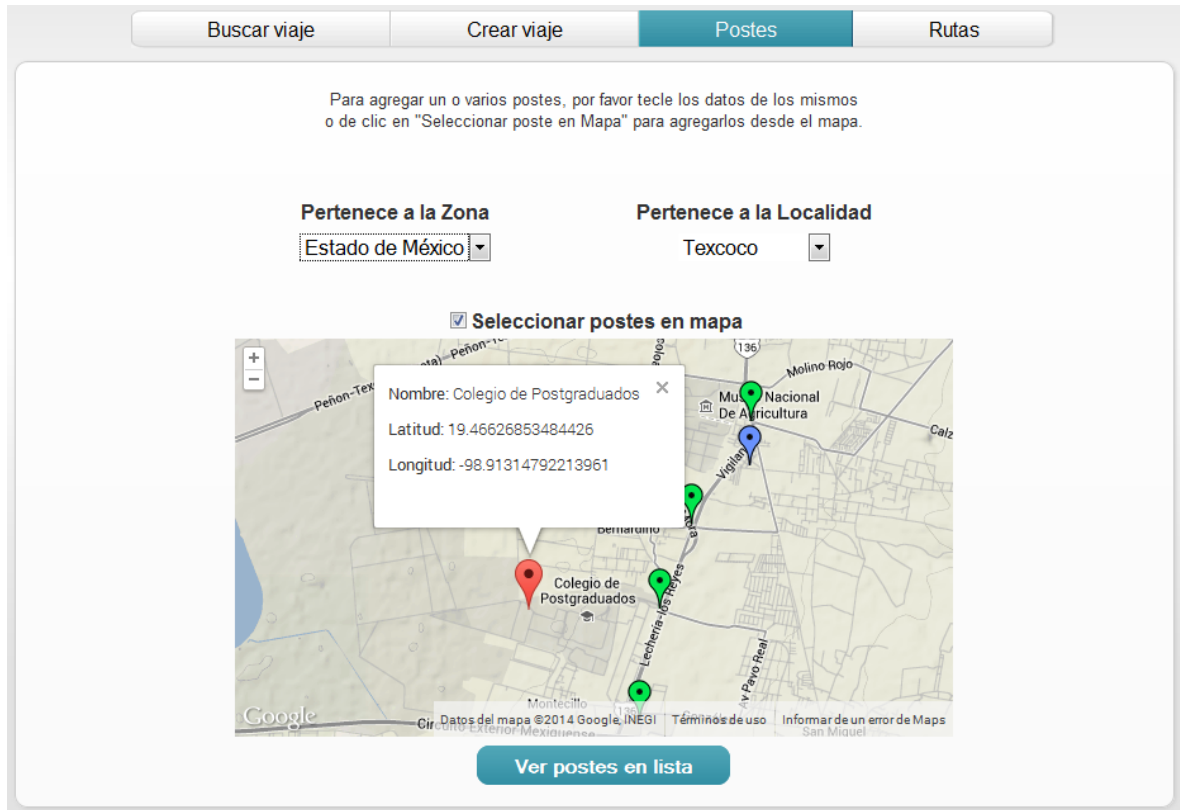 Buscar viaje
Crear viaje
Postes
Rutas
Para agregar un o varios postes, por favor tecle los datos de los mismos
o de clic en "Seleccionar poste en Mapa" para agregarlos desde el mapa.
Pertenece a la Zona
Pertenece a la Localidad
Estado de México
Texcoco
Seleccionar postes en mapa
+
−
Peñon-Tex
Peñon-
136
Molino Rojo
Nacional
De Agricultura
Calz
Nombre: Colegio de Postgraduados
Latitud: 19.46626853484426
Longitud: -98.91314792213961
Bernardino
Colegio de
Postgraduados
Lechería-los Reyes
Av Pavo Real
Montecillo
Google
Circuito Exterior Mexiquense
Datos del mapa ©2014 Google, INEGI
Términos de uso
Informar de un error de Maps
San Miguel
Ver postes en lista